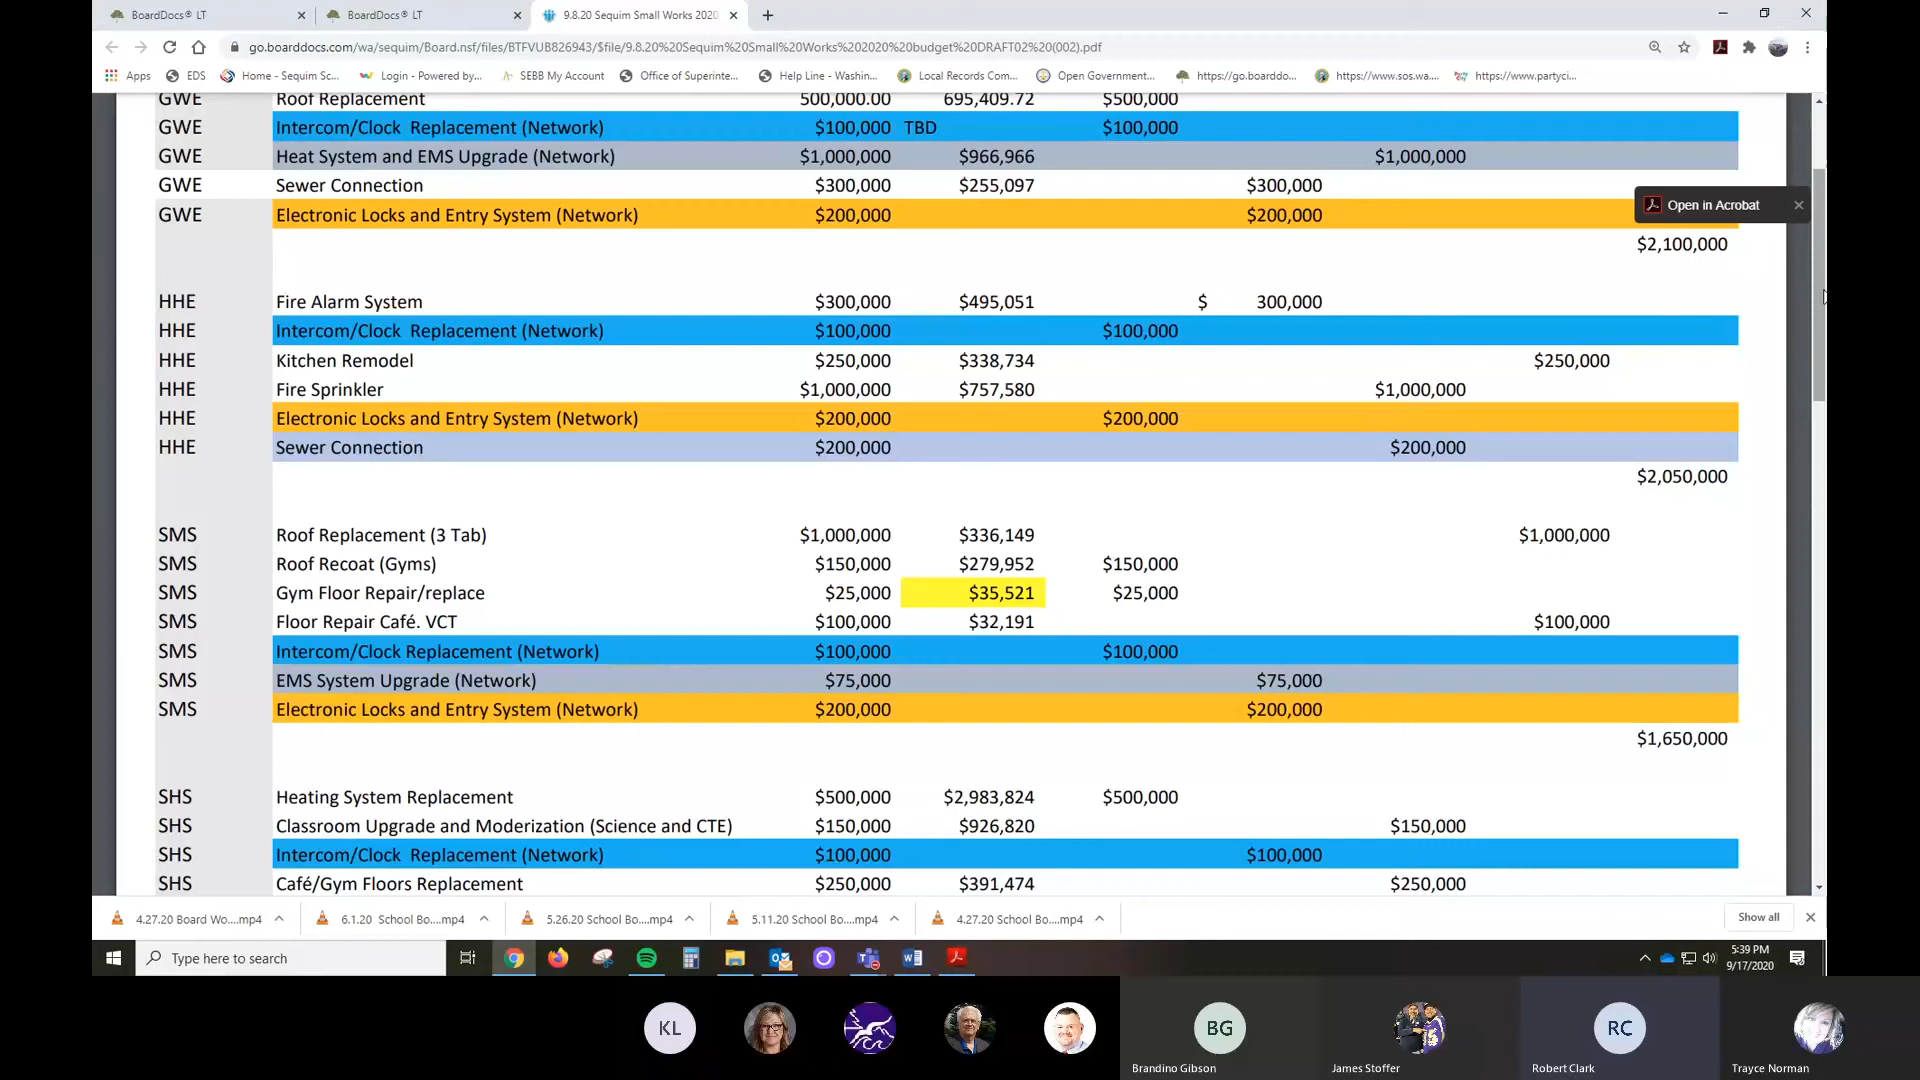 BoardDocs® LT
BoardDocs® LT
9.8.20 Sequim Small Works 2020
go.boarddocs.com/wa/sequim/Board.nsf/files/BTFVUB826943/$file/9.8.20%20Sequim%20Small%20Works%202020%20budget%20DRAFT02%20(002).pdf
Apps EDS Home - Sequim Sc... Login - Powered by... SEBB My Account Office of Superinte... Help Line - Washin... Local Records Com... Open Government... https://go.boarddo... https://www.sos.wa.... https://www.partyci...
GWE Roof Replacement 500,000.00 695,409.72 $500,000
GWE Intercom/Clock Replacement (Network) $100,000 TBD $100,000
GWE Heat System and EMS Upgrade (Network) $1,000,000 $966,966 $1,000,000
GWE Sewer Connection $300,000 $255,097 $300,000
Open in Acrobat
GWE Electronic Locks and Entry System (Network) $200,000 $200,000
$2,100,000
HHE Fire Alarm System $300,000 $495,051 $ 300,000
HHE Intercom/Clock Replacement (Network) $100,000 $100,000
HHE Kitchen Remodel $250,000 $338,734 $250,000
HHE Fire Sprinkler $1,000,000 $757,580 $1,000,000
HHE Electronic Locks and Entry System (Network) $200,000 $200,000
HHE Sewer Connection $200,000 $200,000
$2,050,000
SMS Roof Replacement (3 Tab) $1,000,000 $336,149 $1,000,000
SMS Roof Recoat (Gyms) $150,000 $279,952 $150,000
SMS Gym Floor Repair/replace $25,000 $35,521 $25,000
SMS Floor Repair Café. VCT $100,000 $32,191 $100,000
SMS Intercom/Clock Replacement (Network) $100,000 $100,000
SMS EMS System Upgrade (Network) $75,000 $75,000
SMS Electronic Locks and Entry System (Network) $200,000 $200,000
$1,650,000
SHS Heating System Replacement $500,000 $2,983,824 $500,000
SHS Classroom Upgrade and Moderization (Science and CTE) $150,000 $926,820 $150,000
SHS Intercom/Clock Replacement (Network) $100,000 $100,000
SHS Café/Gym Floors Replacement $250,000 $391,474 $250,000
4.27.20 Board Wo....mp4 6.1.20 School Bo....mp4 5.26.20 School Bo....mp4 5.11.20 School Bo....mp4 4.27.20 School Bo....mp4 Show all
Type here to search
5:39 PM
9/17/2020
KL BG RC
Brandino Gibson James Stoffer Robert Clark Trayce Norman